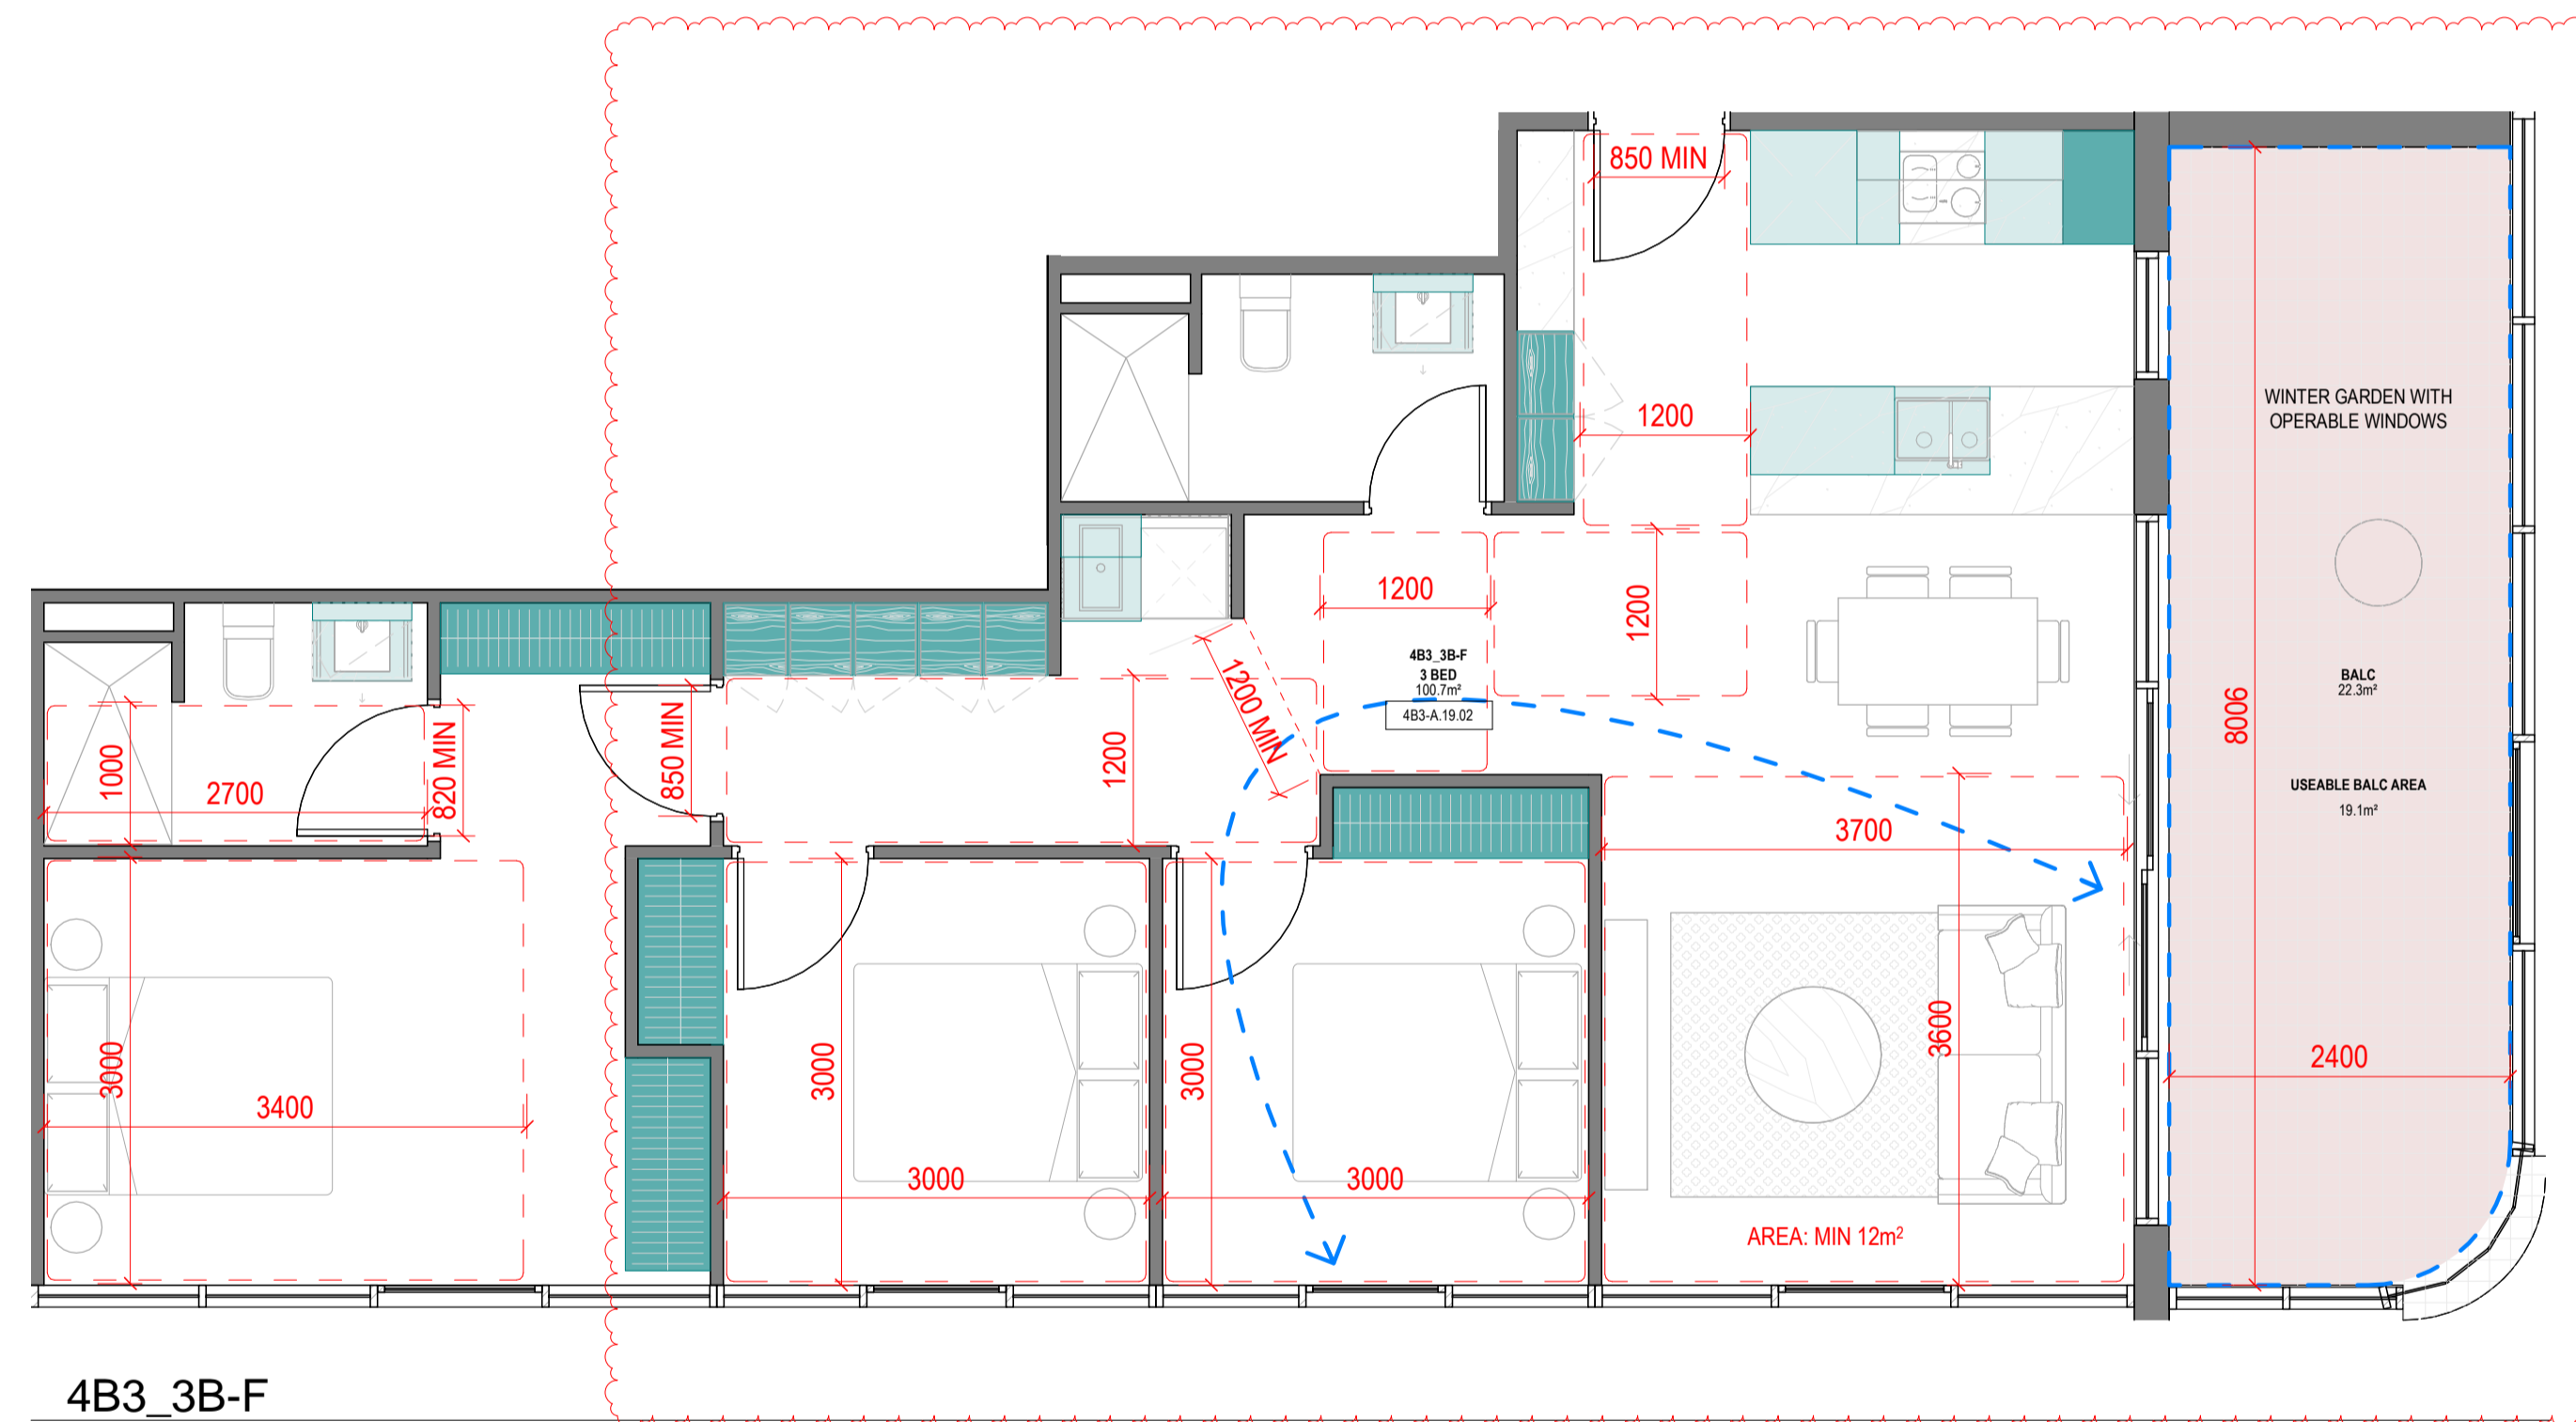 850 MIN
1200
WINTER GARDEN WITH
OPERABLE WINDOWS
1200
1200
4B3_3B-F
3 BED
100.7m²
4B3-A.19.02
BALC
22.3m²
USEABLE BALC AREA
19.1m²
8006
1200 MIN
1200
850 MIN
820 MIN
1000
2700
3700
3000
3400
3000
3000
3000
3000
3600
2400
AREA: MIN 12m²
4B3_3B-F